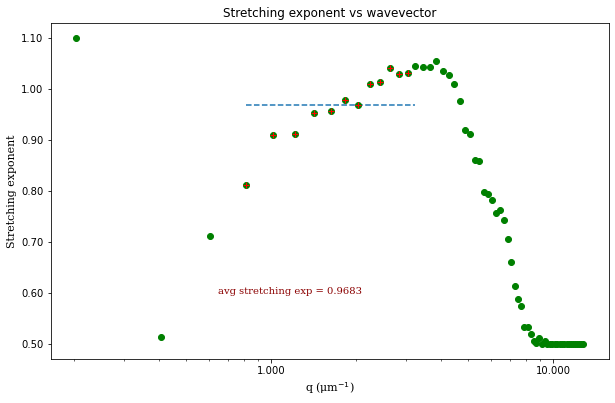 Stretching exponent vs wavevector
Stretching exponent
1.10
1.00
0.90
0.80
0.70
0.60
0.50
avg stretching exp = 0.9683
1.000
10.000
q (μm⁻¹)